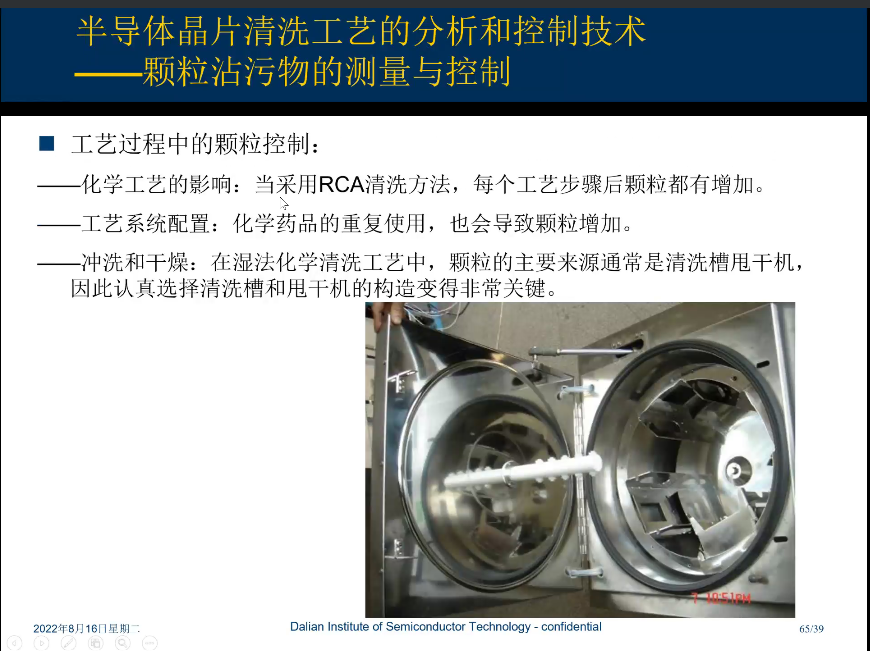 半导体晶片清洗工艺的分析和控制技术
——颗粒沾污物的测量与控制
■ 工艺过程中的颗粒控制：
——化学工艺的影响：当采用RCA清洗方法，每个工艺步骤后颗粒都有增加。
——工艺系统配置：化学药品的重复使用，也会导致颗粒增加。
——冲洗和干燥：在湿法化学清洗工艺中，颗粒的主要来源通常是清洗槽甩干机，
因此认真选择清洗槽和甩干机的构造变得非常关键。
2022年8月16日星期二
Dalian Institute of Semiconductor Technology - confidential
65/39